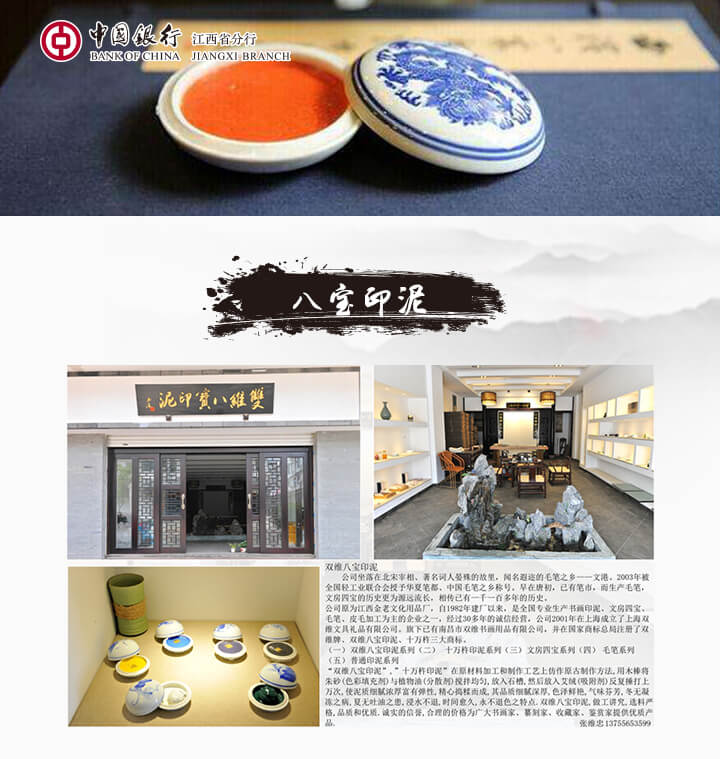 中国银行 江西省分行
BANK OF CHINA JIANGXI BRANCH
八宝印泥
雙維八寶印泥
双维八宝印泥
公司坐落在北宋宰相、著名词人晏殊的故里，闻名遐迩的毛笔之乡——文港。2003年被
全国轻工业联合会授予华夏笔都、中国毛笔之乡称号。早在唐初，已有笔市，而生产毛笔，
文房四宝的历史更为源远流长，相传已有一千一百多年的历史。
公司原为江西金老文化用品厂，自1982年建厂以来，是全国专业生产书画印泥、文房四宝、
毛笔、皮毛加工为主的企业之一，经过30多年的诚信经营，公司2001年在上海成立了上海双
维文具礼品有限公司。旗下已有南昌市双维书画用品有限公司，并在国家商标总局注册了双
维牌、双维八宝印泥、十万杵三大商标。
（一）双维八宝印泥系列（二） 十万杵印泥系列（三）文房四宝系列（四） 毛笔系列
（五）普通印泥系列
“双维八宝印泥”,”十万杵印泥”在原材料加工和制作工艺上仿作原古制作方法,用木棒将
朱砂(色彩填充剂)与植物油(分散剂)搅拌均匀,放入石槽,然后放入艾绒(吸附剂)反复捶打上
万次,使泥质细腻浓厚富有弹性,精心捣糅而成,其品质细腻深厚,色泽鲜艳,气味芬芳,冬无凝
冻之病,夏无吐油之患,浸水不退,时间愈久,永不退色之特点.双维八宝印泥,做工讲究,选料严
格,品质和优质.诚实的信誉,合理的价格为广大书画家、篆刻家、收藏家、鉴赏家提供优质产
品. 张维忠13755653599